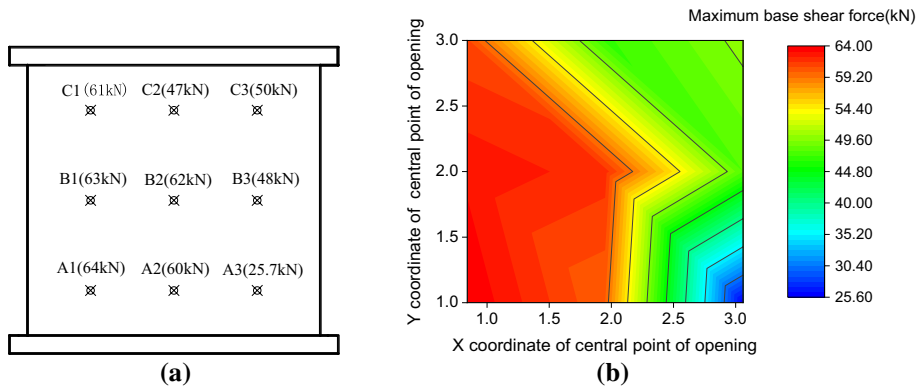 C1(61kN) C2(47kN) C3(50kN)
B1(63kN) B2(62kN) B3(48kN)
A1(64kN) A2(60kN) A3(25.7kN)
(a)
(b)
Maximum base shear force(kN)
Y coordinate of central point of opening
3.0
2.5
2.0
1.5
1.0
1.0 1.5 2.0 2.5 3.0
X coordinate of central point of opening
64.00
59.20
54.40
49.60
44.80
40.00
35.20
30.40
25.60